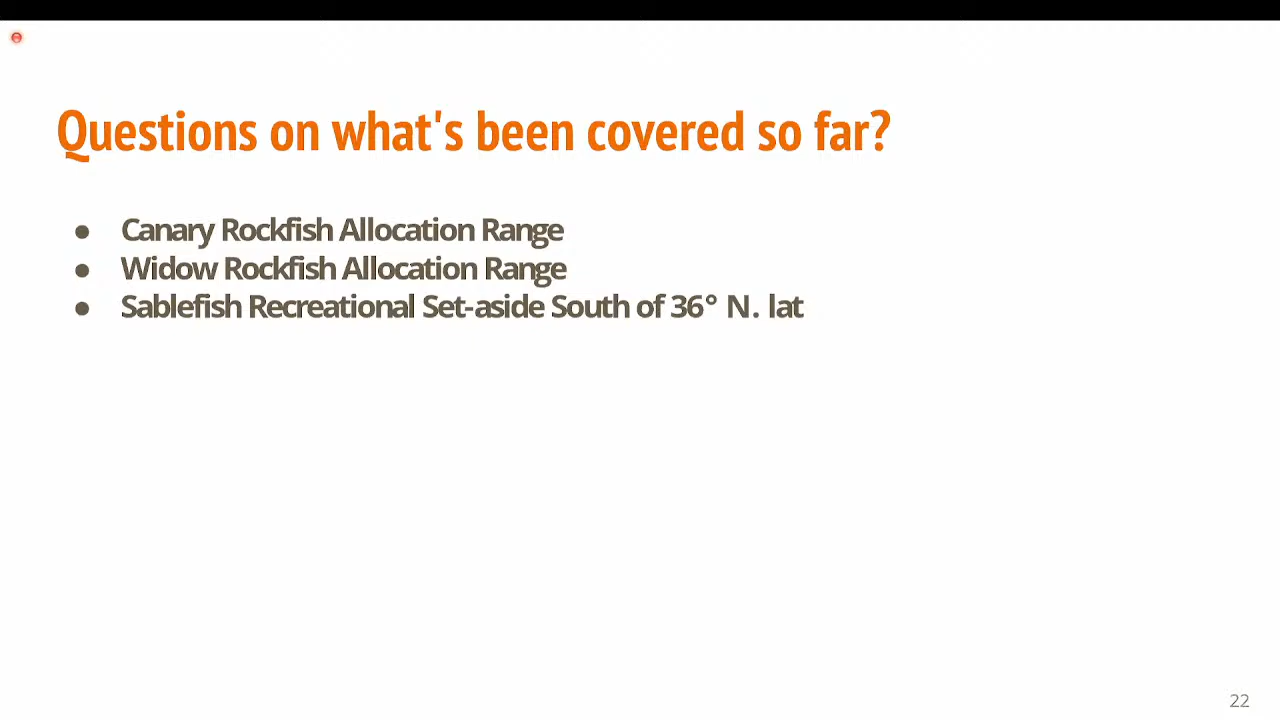 Questions on what's been covered so far?
● Canary Rockfish Allocation Range
● Widow Rockfish Allocation Range
● Sablefish Recreational Set-aside South of 36° N. lat
22